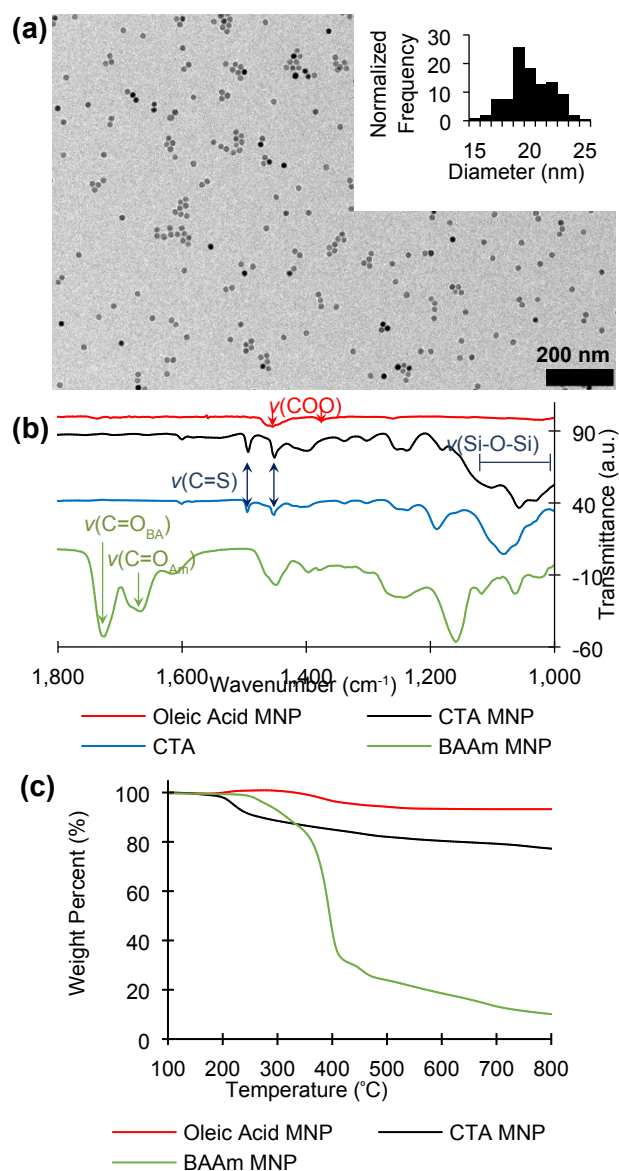 (a)
Normalized
Frequency
30
20
10
0
15 20 25
Diameter (nm)
200 nm
(b)
ν(COO)
ν(Si-O-Si)
ν(C=S)
ν(C=O_BA)
ν(C=O_Am)
90
40
-10
-60
Transmittance (a.u.)
1,800 1,600 1,400 1,200 1,000
Wavenumber (cm⁻¹)
Oleic Acid MNP CTA MNP
CTA BAAm MNP
(c)
Weight Percent (%)
100
80
60
40
20
0
100 200 300 400 500 600 700 800
Temperature (°C)
Oleic Acid MNP CTA MNP
BAAm MNP